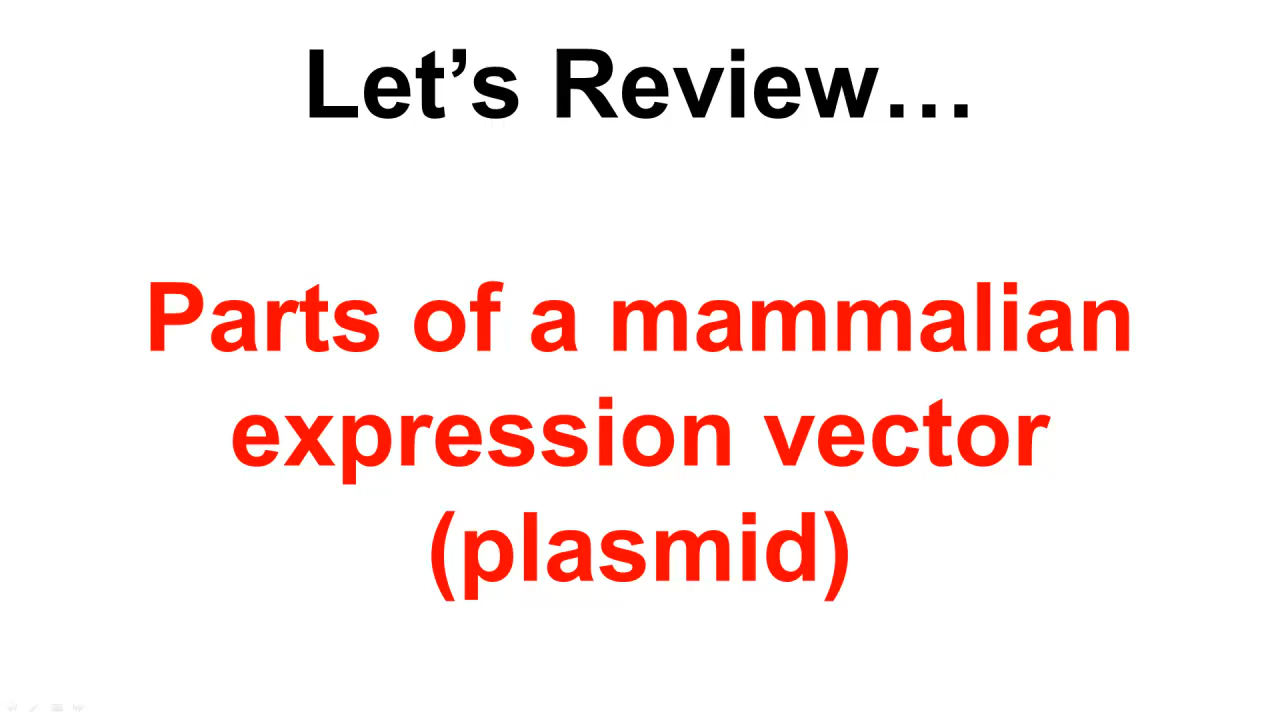 Let’s Review…
Parts of a mammalian
expression vector
(plasmid)